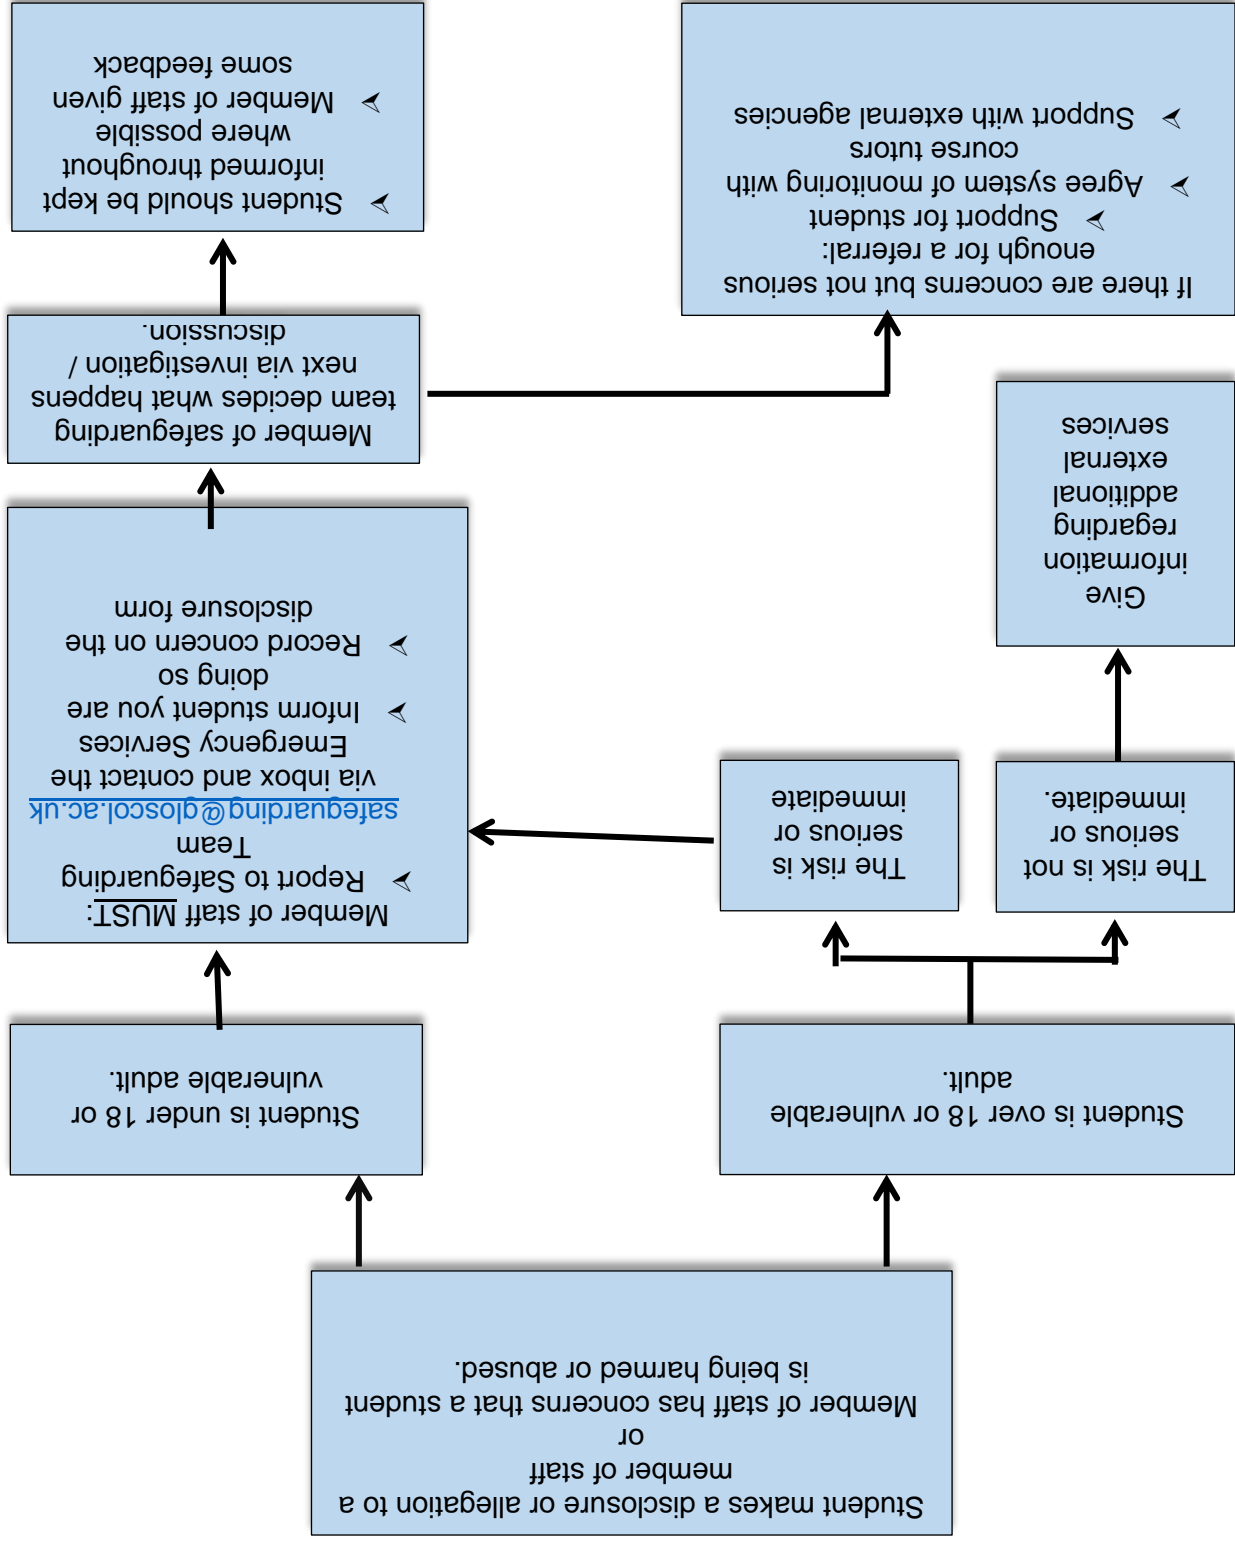 Student makes a disclosure or allegation to a
member of staff
or
Member of staff has concerns that a student
is being harmed or abused.
Student is over 18 or vulnerable
adult.
Student is under 18 or
vulnerable adult.
The risk is not
serious or
immediate.
The risk is
serious or
immediate
Member of staff MUST:
➢ Report to Safeguarding
Team
safeguarding@gloscol.ac.uk
via inbox and contact the
Emergency Services
➢ Inform student you are
doing so
➢ Record concern on the
disclosure form
Give
information
regarding
additional
external
services
Member of safeguarding
team decides what happens
next via investigation /
discussion.
If there are concerns but not serious
enough for a referral:
➢ Support for student
➢ Agree system of monitoring with
course tutors
➢ Support with external agencies
➢ Student should be kept
informed throughout
where possible
➢ Member of staff given
some feedback